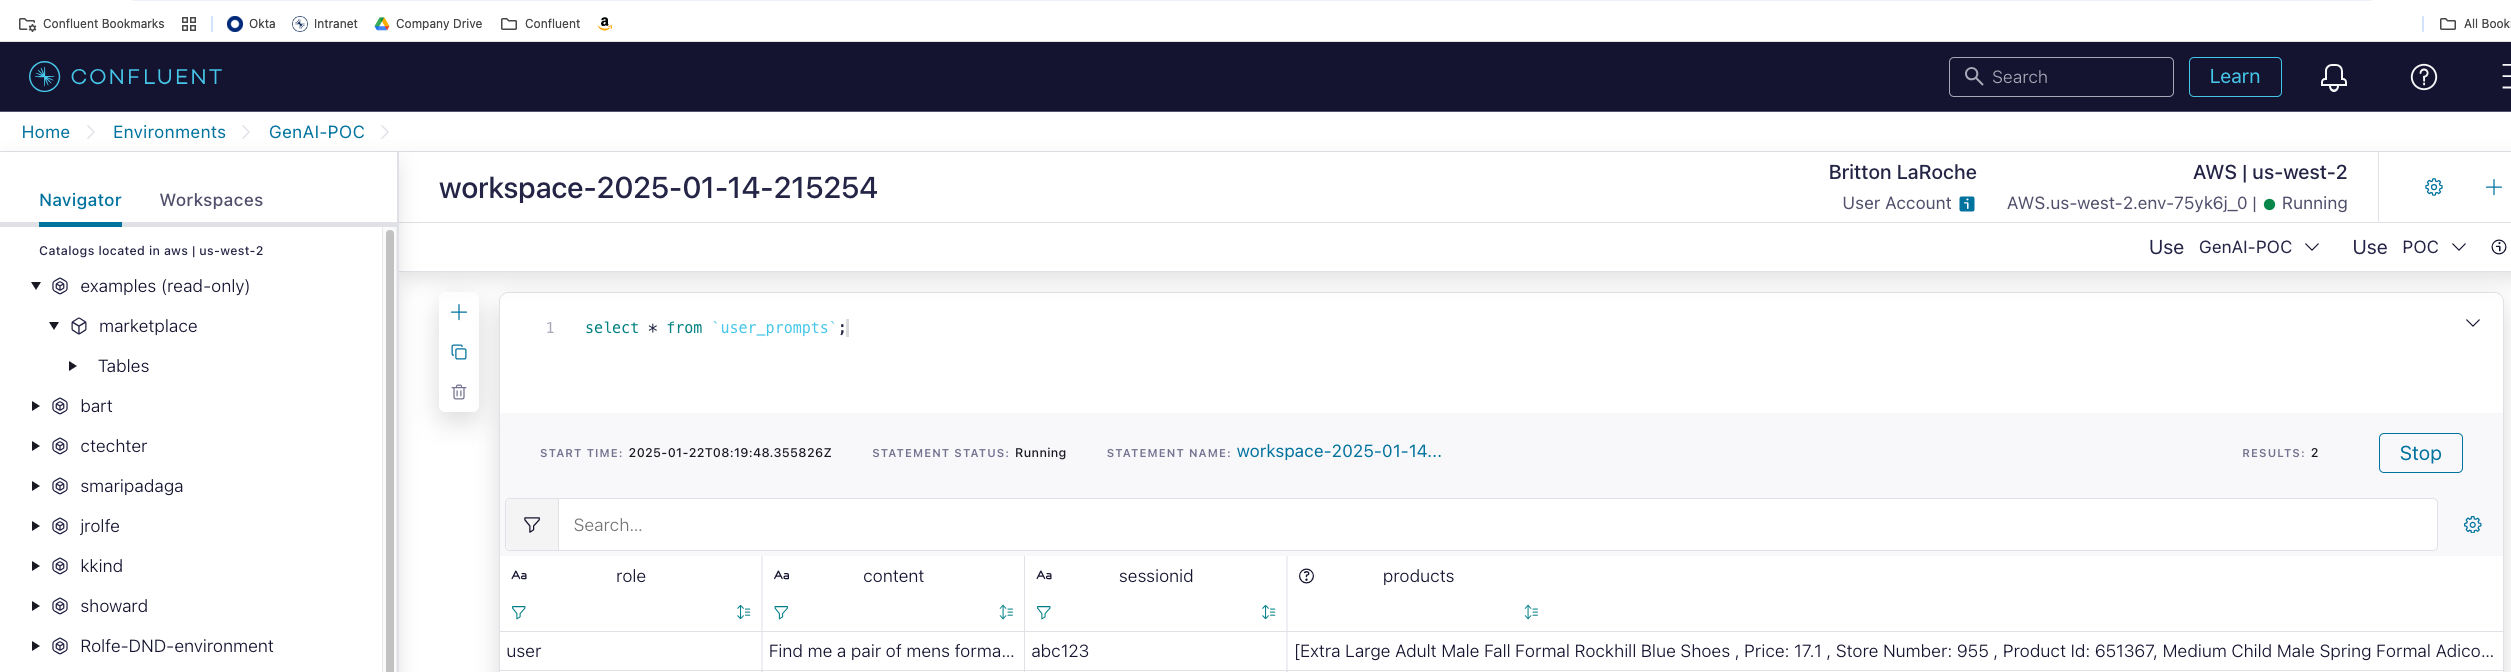 Confluent Bookmarks Okta Intranet Company Drive Confluent a All Book
CONFLUENT Search Learn
Home Environments GenAI-POC
Navigator Workspaces
Catalogs located in aws | us-west-2
examples (read-only)
marketplace
Tables
bart
ctechter
smaripadaga
jrolfe
kkind
showard
Rolfe-DND-environment
workspace-2025-01-14-215254
Britton LaRoche
User Account i
AWS | us-west-2
AWS.us-west-2.env-75yk6j_0 | Running
Use GenAI-POC Use POC
1 select * from `user_prompts`;
START TIME: 2025-01-22T08:19:48.355826Z STATEMENT STATUS: Running STATEMENT NAME: workspace-2025-01-14... RESULTS: 2 Stop
Search...
Aa role Aa content Aa sessionid products
user Find me a pair of mens forma... abc123 [Extra Large Adult Male Fall Formal Rockhill Blue Shoes , Price: 17.1 , Store Number: 955 , Product Id: 651367, Medium Child Male Spring Formal Adico...